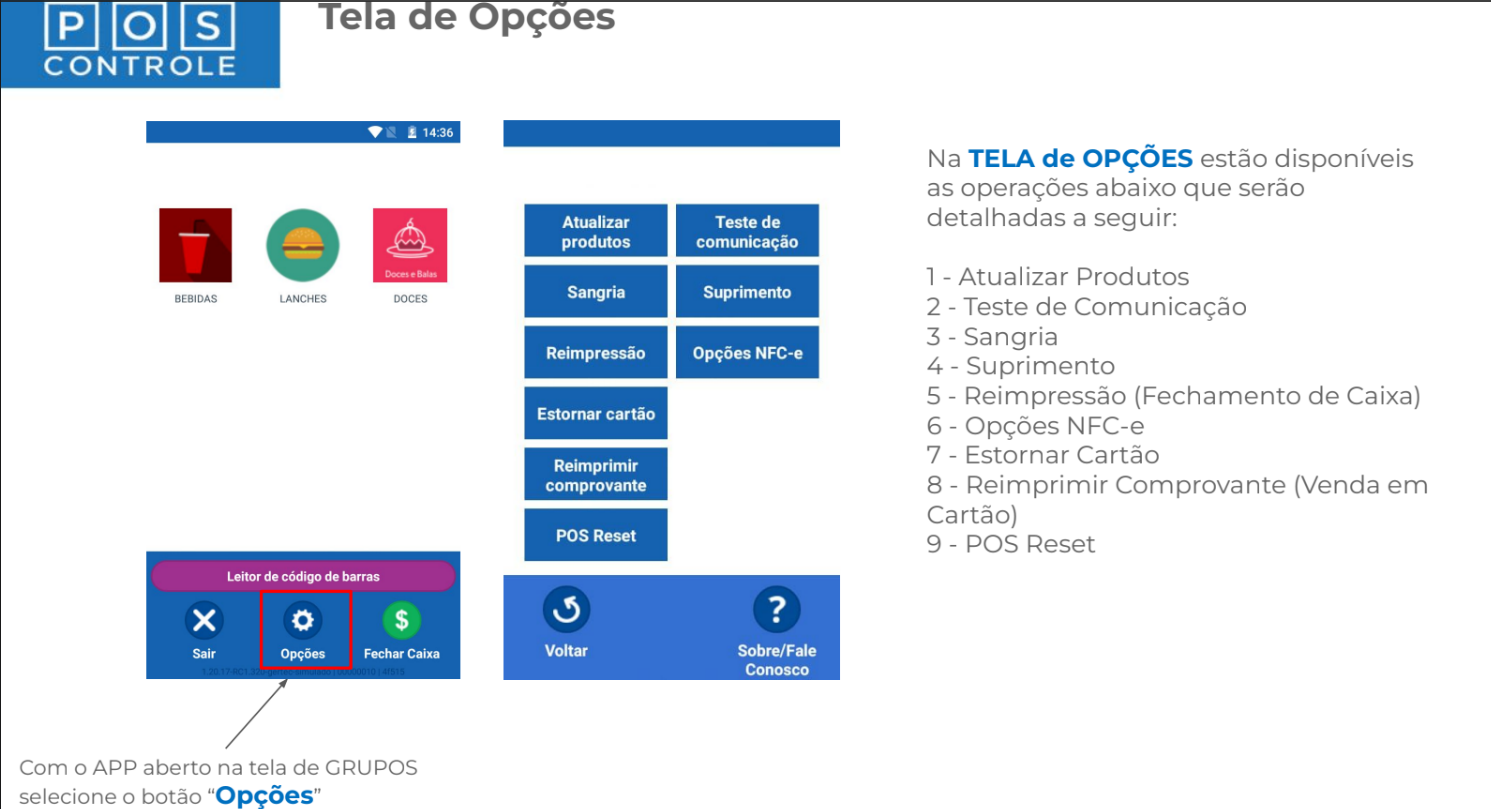 POS
CONTROLE
Tela de Opções
14:36
Doces e Balas
BEBIDAS
LANCHES
DOCES
Leitor de código de barras
Sair
Opções
Fechar Caixa
Atualizar
produtos
Teste de
comunicação
Sangria
Suprimento
Reimpressão
Opções NFC-e
Estornar cartão
Reimprimir
comprovante
POS Reset
Voltar
Sobre/Fale
Conosco
Na TELA de OPÇÕES estão disponíveis
as operações abaixo que serão
detalhadas a seguir:
1 - Atualizar Produtos
2 - Teste de Comunicação
3 - Sangria
4 - Suprimento
5 - Reimpressão (Fechamento de Caixa)
6 - Opções NFC-e
7 - Estornar Cartão
8 - Reimprimir Comprovante (Venda em
Cartão)
9 - POS Reset
Com o APP aberto na tela de GRUPOS
selecione o botão “Opções”